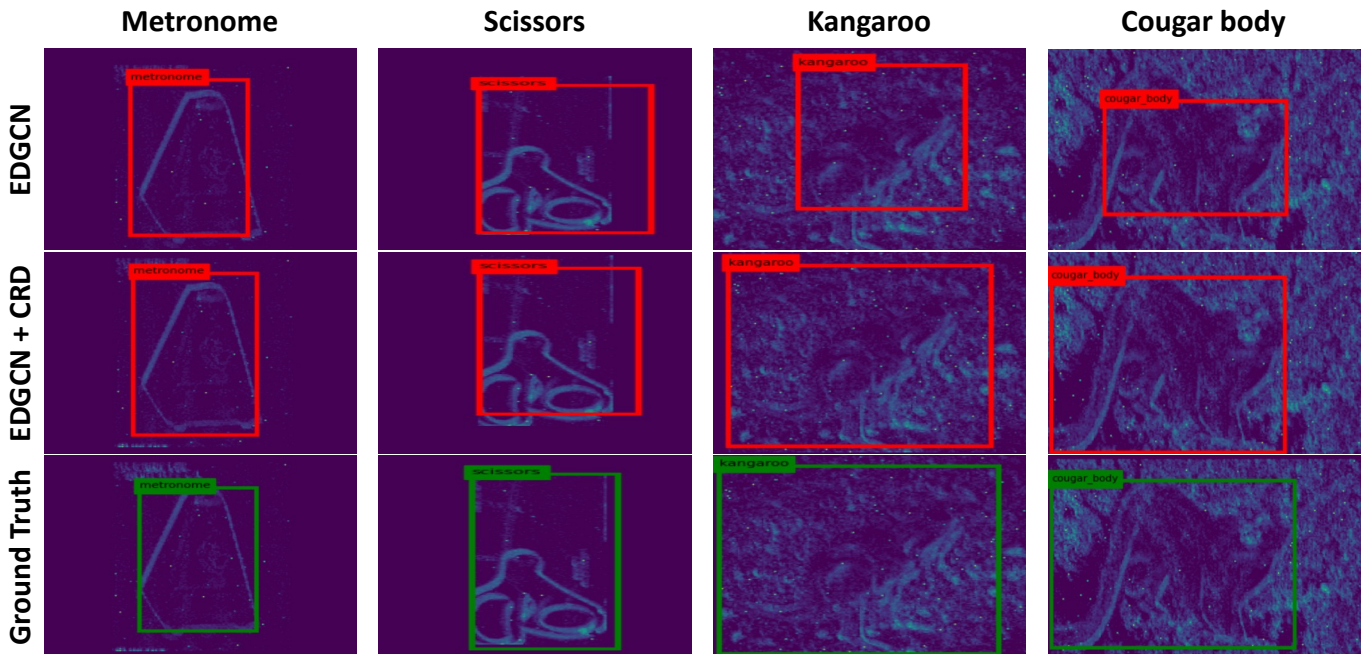 Metronome Scissors Kangaroo Cougar body
EDGCN
metronome scissors kangaroo cougar_body
EDGCN + CRD
metronome scissors kangaroo cougar_body
Ground Truth
metronome scissors kangaroo cougar_body